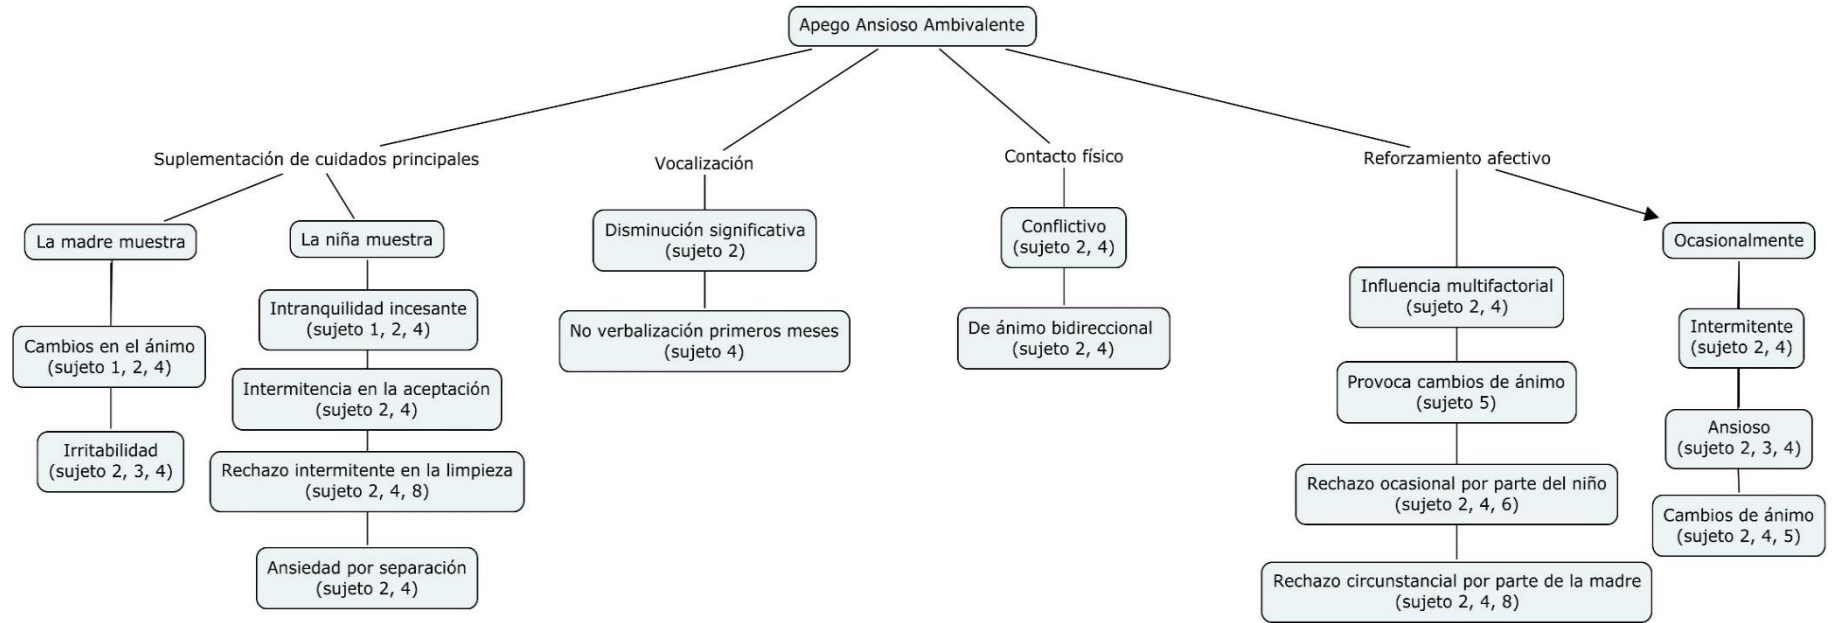 Apego Ansioso Ambivalente
Suplementación de cuidados principales
La madre muestra
Cambios en el ánimo
(sujeto 1, 2, 4)
Irritabilidad
(sujeto 2, 3, 4)
La niña muestra
Intranquilidad incesante
(sujeto 1, 2, 4)
Intermitencia en la aceptación
(sujeto 2, 4)
Rechazo intermitente en la limpieza
(sujeto 2, 4, 8)
Ansiedad por separación
(sujeto 2, 4)
Vocalización
Disminución significativa
(sujeto 2)
No verbalización primeros meses
(sujeto 4)
Contacto físico
Conflictivo
(sujeto 2, 4)
De ánimo bidireccional
(sujeto 2, 4)
Reforzamiento afectivo
Influencia multifactorial
(sujeto 2, 4)
Provoca cambios de ánimo
(sujeto 5)
Rechazo ocasional por parte del niño
(sujeto 2, 4, 6)
Rechazo circunstancial por parte de la madre
(sujeto 2, 4, 8)
Ocasionalmente
Intermitente
(sujeto 2, 4)
Ansioso
(sujeto 2, 3, 4)
Cambios de ánimo
(sujeto 2, 4, 5)